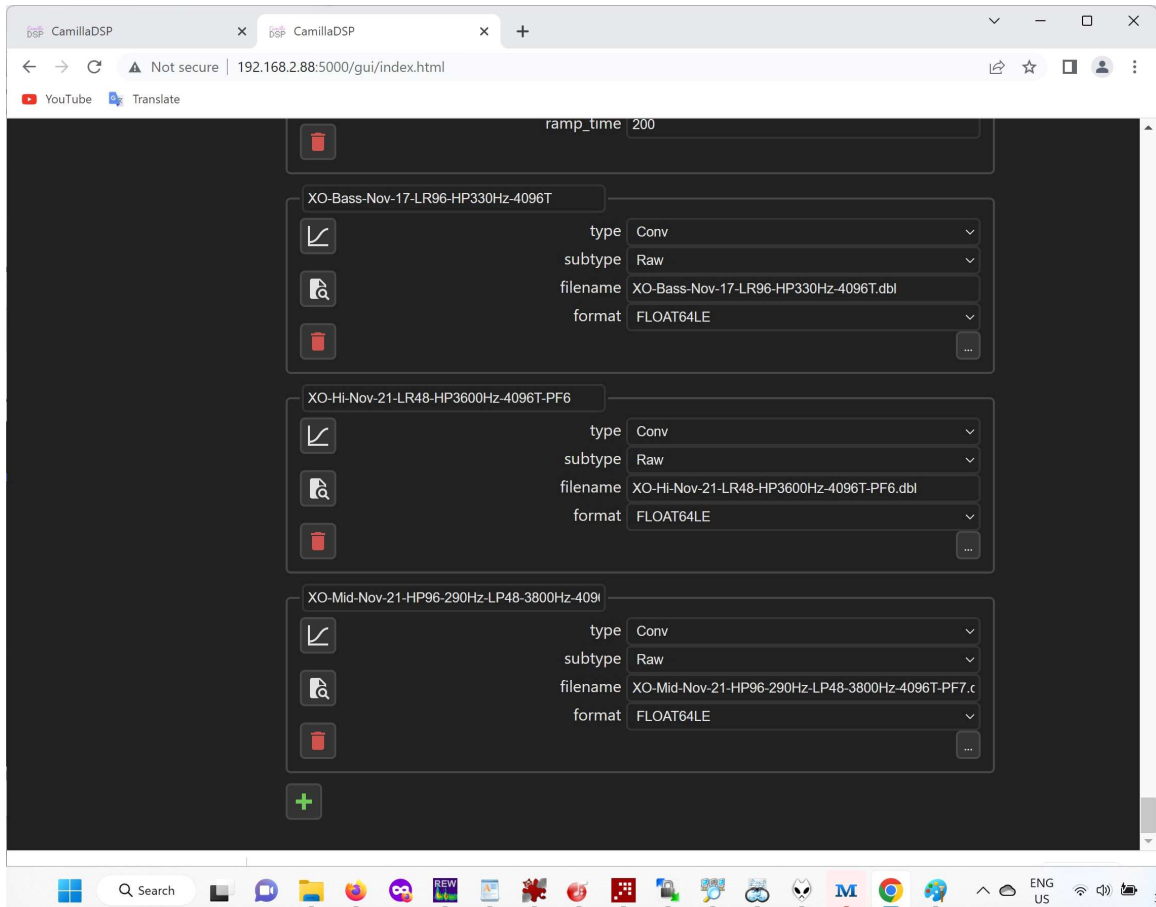 CamillaDSP
CamillaDSP
Not secure
192.168.2.88:5000/gui/index.html
YouTube
Translate
ramp_time 200
XO-Bass-Nov-17-LR96-HP330Hz-4096T
type Conv
subtype Raw
filename XO-Bass-Nov-17-LR96-HP330Hz-4096T.dbl
format FLOAT64LE
...
XO-Hi-Nov-21-LR48-HP3600Hz-4096T-PF6
type Conv
subtype Raw
filename XO-Hi-Nov-21-LR48-HP3600Hz-4096T-PF6.dbl
format FLOAT64LE
...
XO-Mid-Nov-21-HP96-290Hz-LP48-3800Hz-409
type Conv
subtype Raw
filename XO-Mid-Nov-21-HP96-290Hz-LP48-3800Hz-4096T-PF7.
format FLOAT64LE
...
Search
REW
M
ENG
US